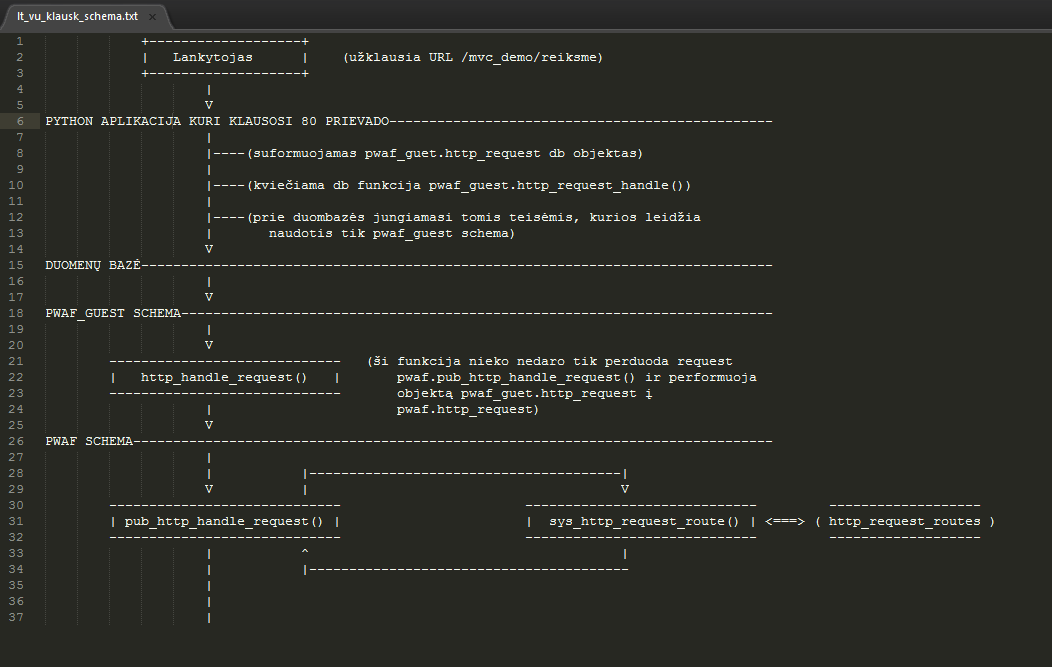 lt_vu_klausk_schema.txt ×
1 +-------------------+
2 | Lankytojas | (užklausia URL /mvc_demo/reiksme)
3 +-------------------+
4 |
5 V
6 PYTHON APLIKACIJA KURI KLAUSOSI 80 PRIEVADO------------------------------------------------
7 |
8 |----(suformuojamas pwaf_guet.http_request db objektas)
9 |
10 |----(kviečiama db funkcija pwaf_guest.http_request_handle())
11 |
12 |----(prie duombazės jungiamasi tomis teisėmis, kurios leidžia
13 | naudotis tik pwaf_guest schema)
14 V
15 DUOMENŲ BAZĖ-------------------------------------------------------------------------------
16 |
17 V
18 PWAF_GUEST SCHEMA--------------------------------------------------------------------------
19 |
20 V
21 ----------------------------- (ši funkcija nieko nedaro tik perduoda request
22 | http_handle_request() | pwaf.pub_http_handle_request() ir performuoja
23 ----------------------------- objektą pwaf_guet.http_request į
24 | pwaf.http_request)
25 V
26 PWAF SCHEMA--------------------------------------------------------------------------------
27 |
28 | |---------------------------------------|
29 V | V
30 ----------------------------- ----------------------------- -------------------
31 | pub_http_handle_request() | | sys_http_request_route() | <===> ( http_request_routes )
32 ----------------------------- ----------------------------- -------------------
33 | ^ |
34 | |----------------------------------------
35 |
36 |
37 |